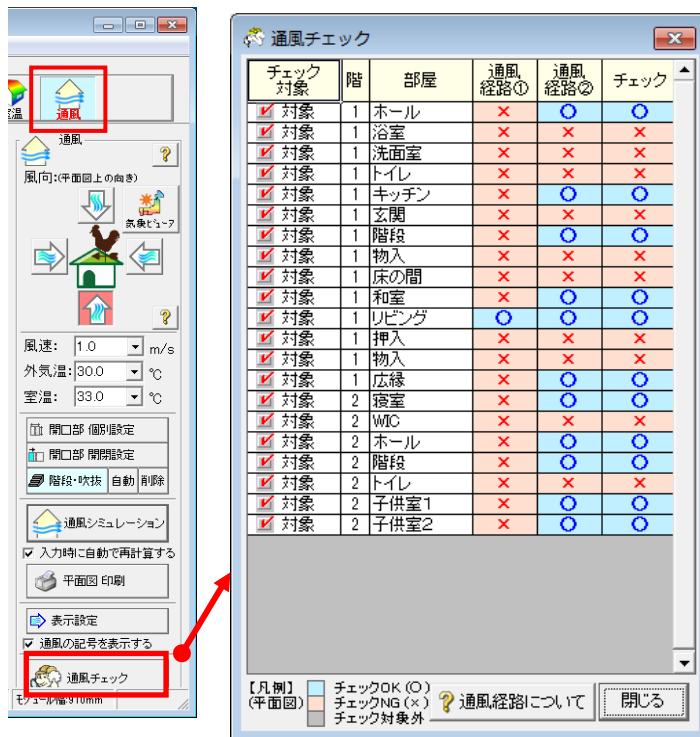 室温
通風
通風
風向:(平面図上の向き)
気象ビューア
風速: 1.0 m/s
外気温: 30.0 ℃
室温: 33.0 ℃
開口部 個別設定
開口部 開閉設定
階段・吹抜 自動 削除
通風シミュレーション
入力時に自動で再計算する
平面図 印刷
表示設定
通風の記号を表示する
通風チェック
モジュール幅:910mm
通風チェック
チェック対象 階 部屋 通風経路① 通風経路② チェック
対象 1 ホール × ○ ○
対象 1 浴室 × × ×
対象 1 洗面室 × × ×
対象 1 トイレ × × ×
対象 1 キッチン × ○ ○
対象 1 玄関 × × ×
対象 1 階段 × ○ ○
対象 1 物入 × × ×
対象 1 床の間 × × ×
対象 1 和室 × ○ ○
対象 1 リビング ○ ○ ○
対象 1 押入 × × ×
対象 1 物入 × × ×
対象 1 広縁 × ○ ○
対象 2 寝室 × ○ ○
対象 2 WIC × × ×
対象 2 ホール × ○ ○
対象 2 階段 × ○ ○
対象 2 トイレ × × ×
対象 2 子供室1 × ○ ○
対象 2 子供室2 × ○ ○
【凡例】 チェックOK(○)
(平面図) チェックNG(×)
チェック対象外
通風経路について
閉じる